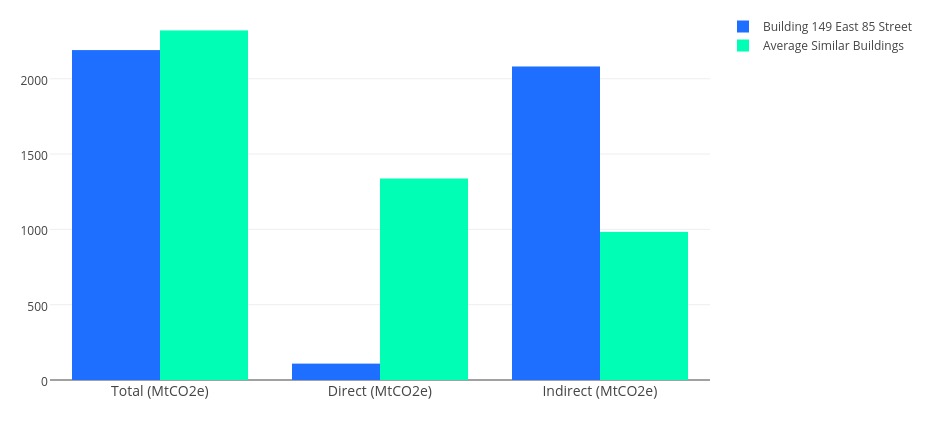 Building 149 East 85 Street
Average Similar Buildings
2000
1500
1000
500
0
Total (MtCO2e)
Direct (MtCO2e)
Indirect (MtCO2e)